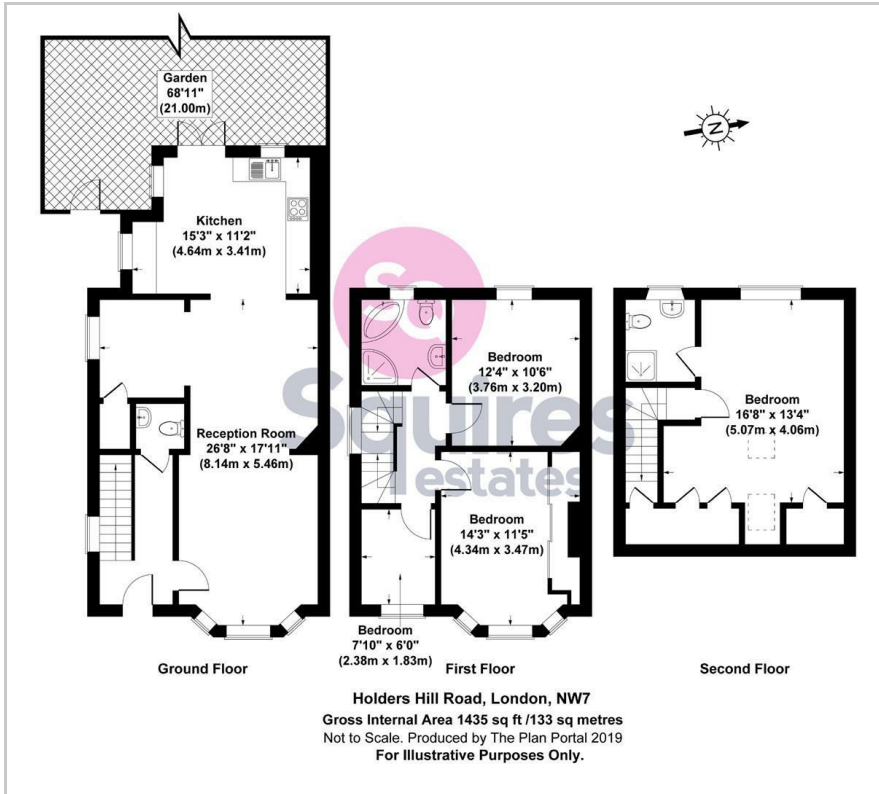 Garden
68'11"
(21.00m)
N
Kitchen
15'3" x 11'2"
(4.64m x 3.41m)
Reception Room
26'8" x 17'11"
(8.14m x 5.46m)
Ground Floor
Bedroom
12'4" x 10'6"
(3.76m x 3.20m)
Bedroom
14'3" x 11'5"
(4.34m x 3.47m)
Bedroom
7'10" x 6'0"
(2.38m x 1.83m)
First Floor
Bedroom
16'8" x 13'4"
(5.07m x 4.06m)
Second Floor
Squires
estates
Holders Hill Road, London, NW7
Gross Internal Area 1435 sq ft /133 sq metres
Not to Scale. Produced by The Plan Portal 2019
For Illustrative Purposes Only.